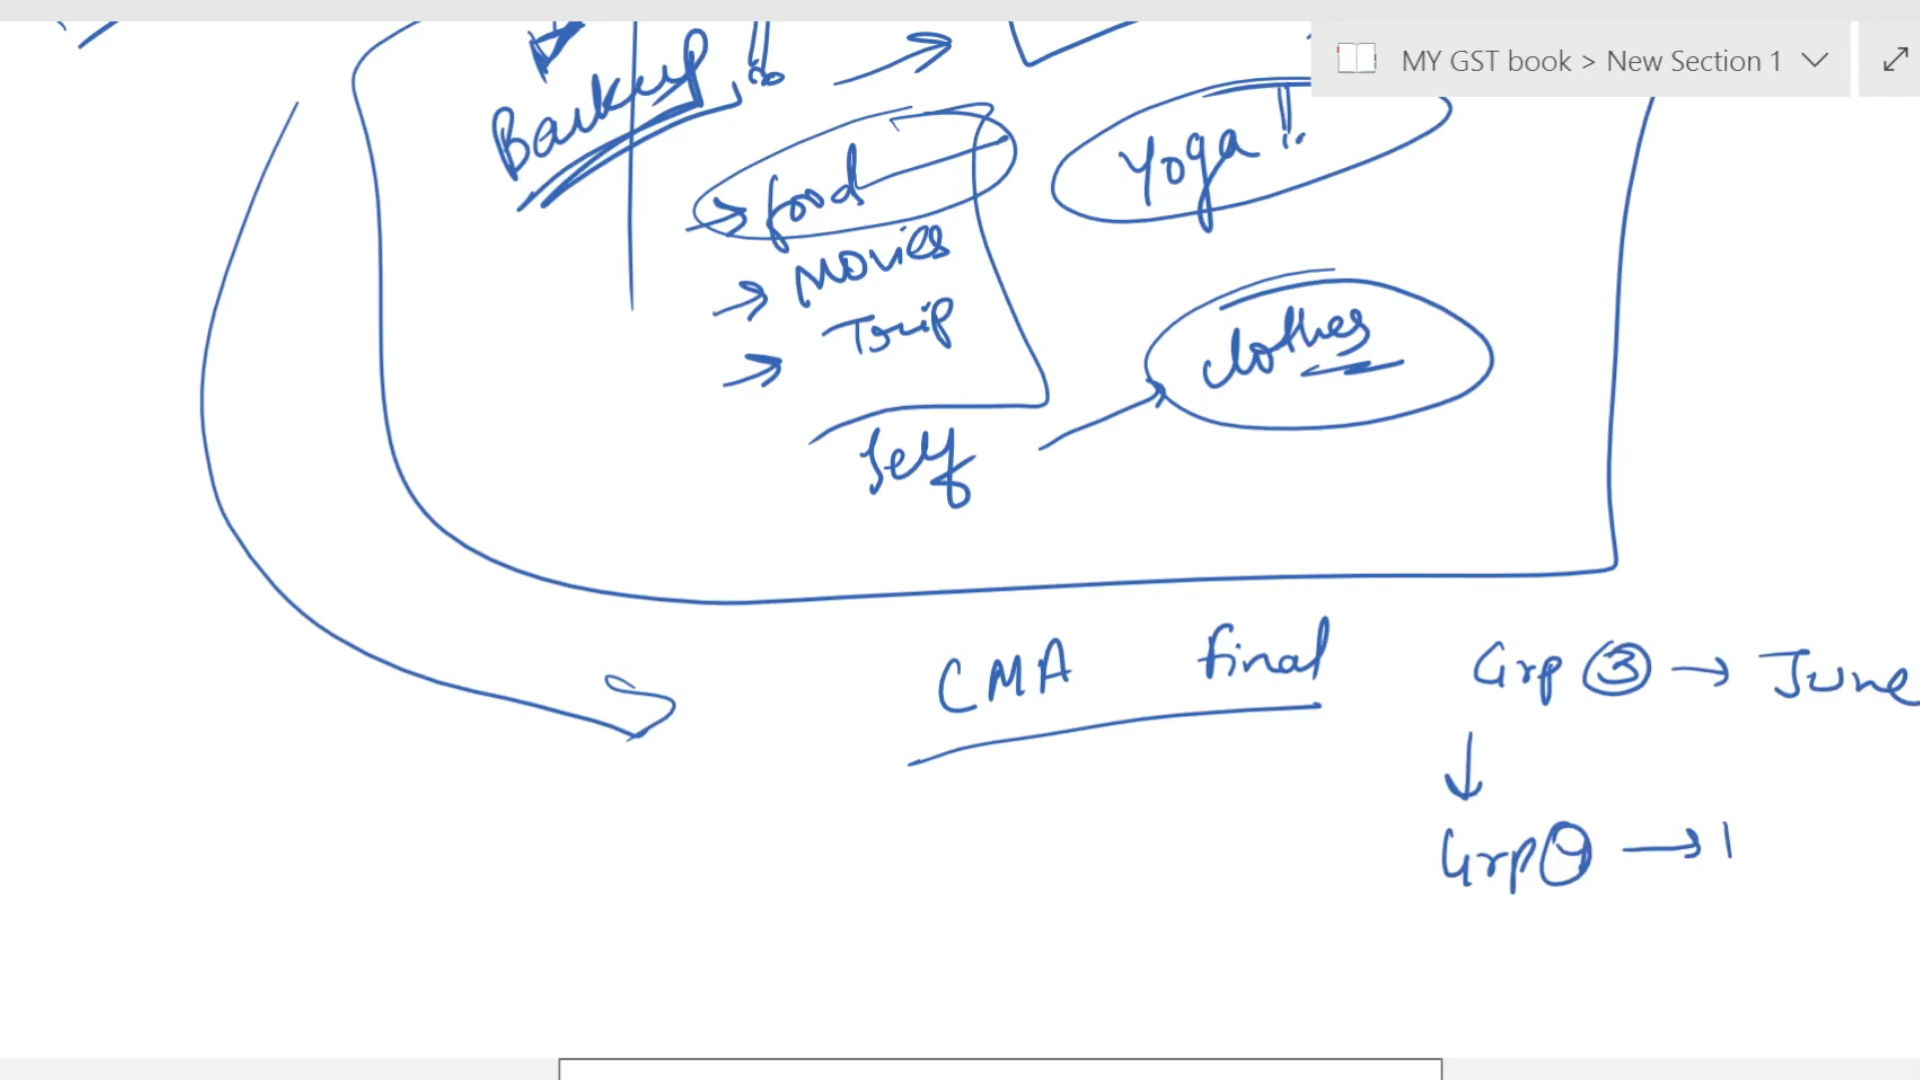 MY GST book > New Section 1
Backup !!
→ food
→ Movies
→ Trip
Yoga !!
Self → clothes
CMA final
Grp ③ → June
↓
Grp → 1